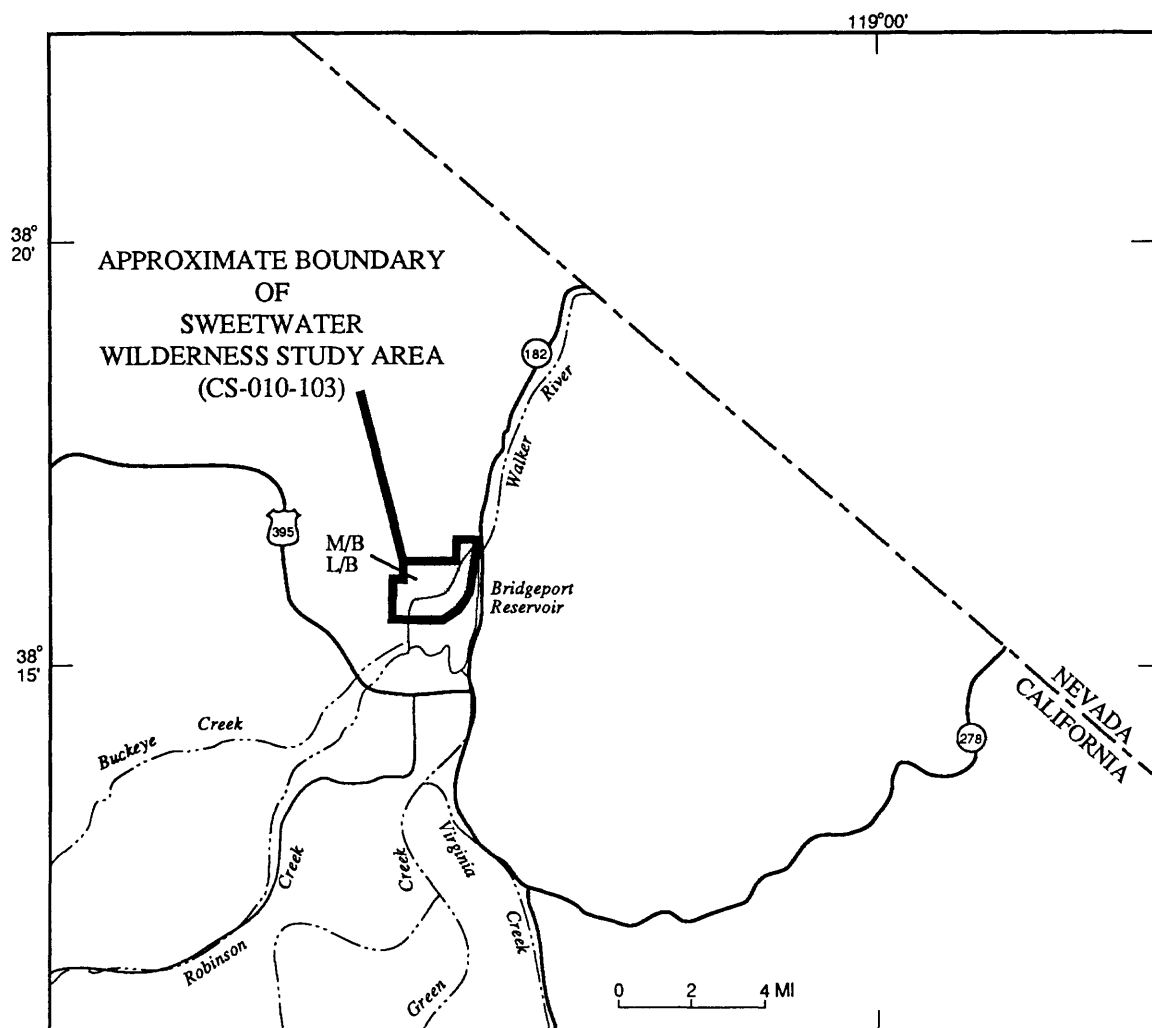 119°00'
38°
20'
APPROXIMATE BOUNDARY
OF
SWEETWATER
WILDERNESS STUDY AREA
(CS-010-103)
182
River
Walker
395
M/B
L/B
Bridgeport
Reservoir
38°
15'
NEVADA
CALIFORNIA
278
Buckeye
Creek
Creek
Robinson
Creek
Green
Virginia
Creek
0 2 4 MI